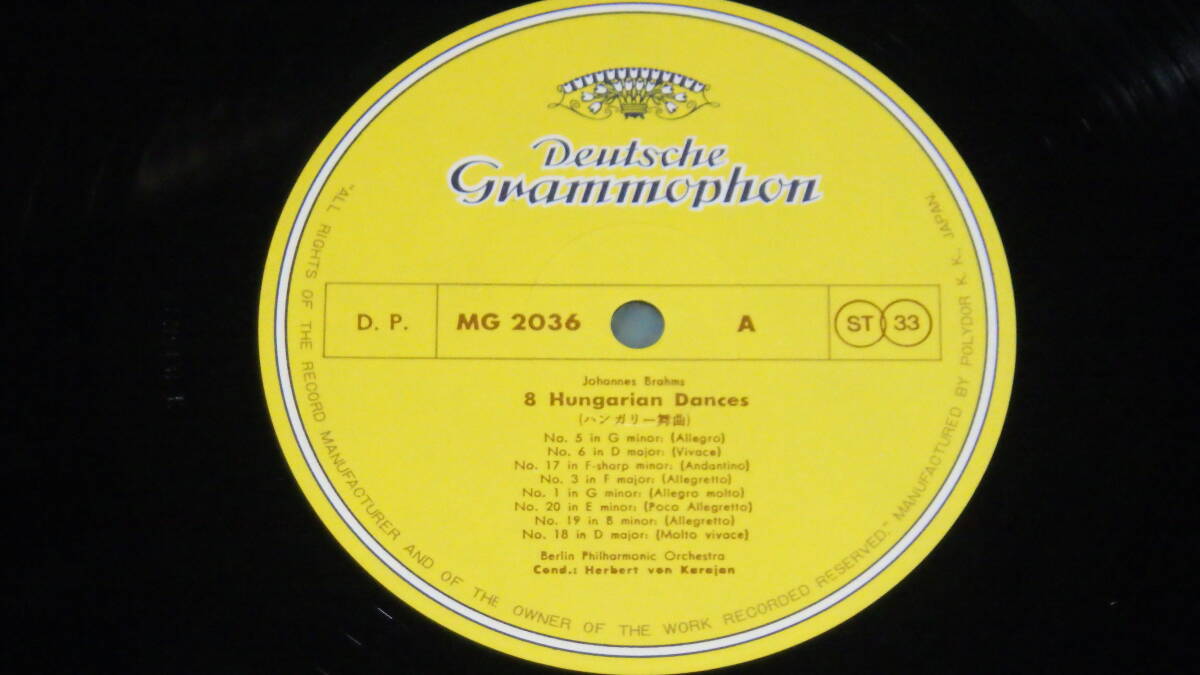 Deutsche
Grammophon
D. P.
MG 2036
A
ST 33
Johannes Brahms
8 Hungarian Dances
(ハンガリー舞曲)
No. 5 in G minor: (Allegro)
No. 6 in D major: (Vivace)
No. 17 in F-sharp minor: (Andantino)
No. 3 in F major: (Allegretto)
No. 1 in G minor: (Allegro molto)
No. 20 in E minor: (Poco Allegretto)
No. 19 in B minor: (Allegretto)
No. 18 in D major: (Molto vivace)
Berlin Philharmonic Orchestra
Cond.: Herbert von Karajan
"ALL RIGHTS OF THE RECORD MANUFACTURER AND OF THE OWNER OF THE WORK RECORDED RESERVED." MANUFACTURED BY POLYDOR K. K., JAPAN.